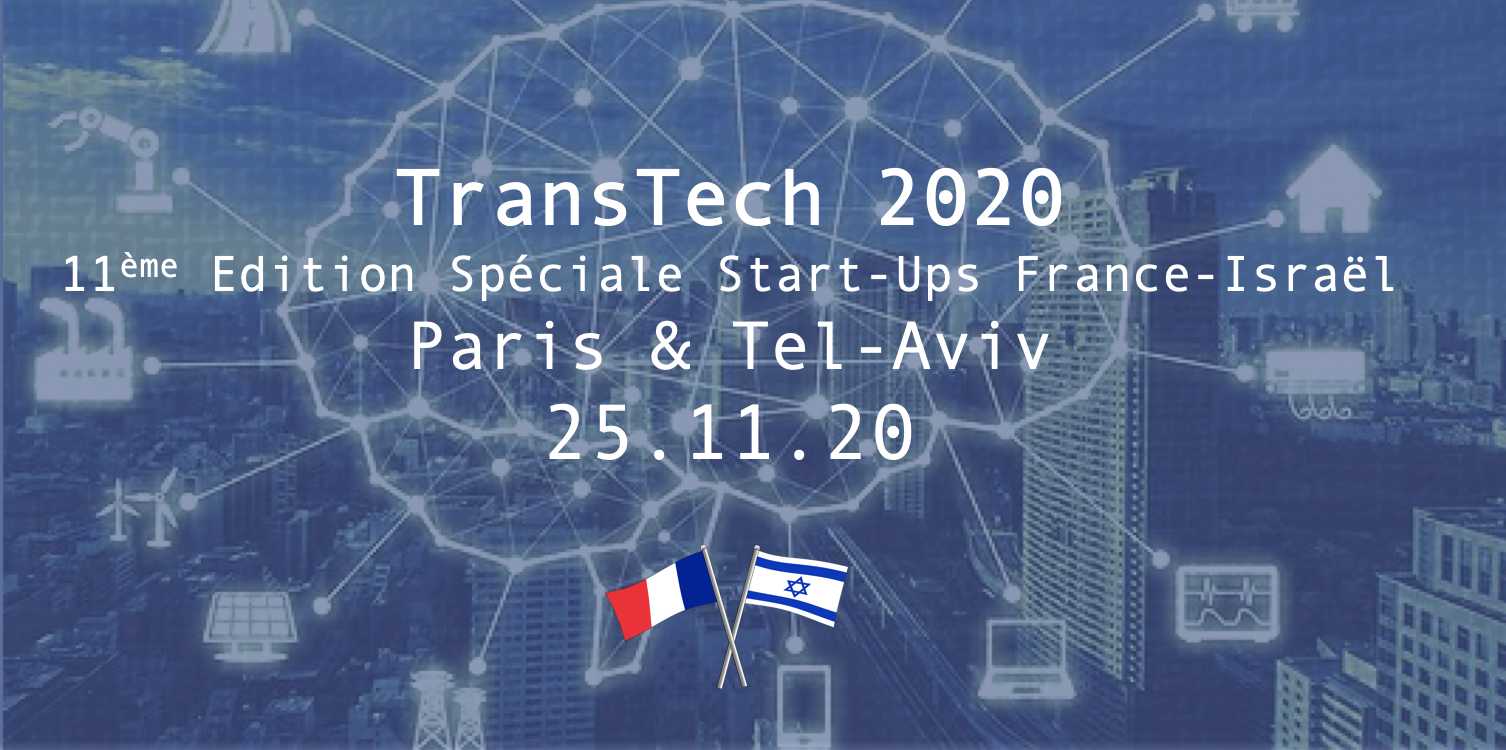 TransTech 2020
11ème Edition Spéciale Start-Ups France-Israël
Paris & Tel-Aviv
25.11.20